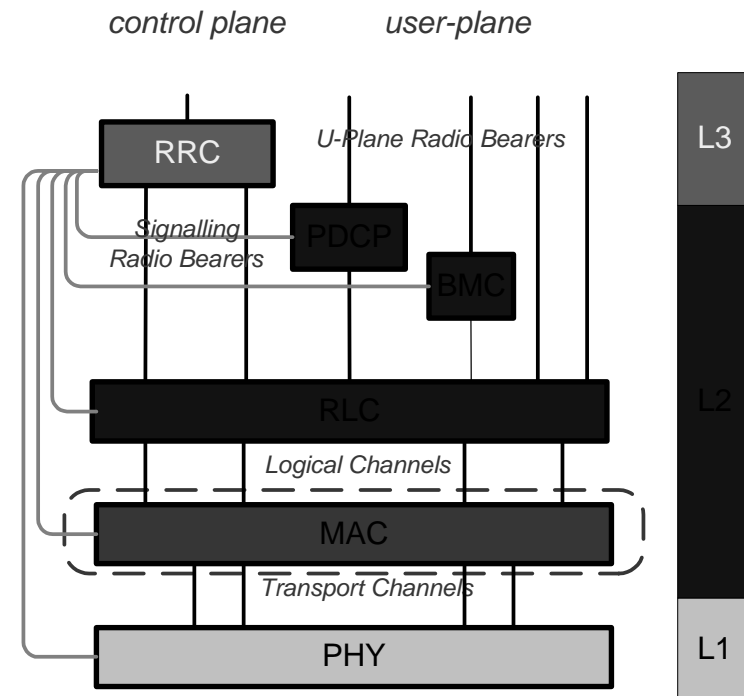 control plane
user-plane
RRC
U-Plane Radio Bearers
L3
Signalling
Radio Bearers
PDCP
BMC
RLC
L2
Logical Channels
MAC
Transport Channels
PHY
L1